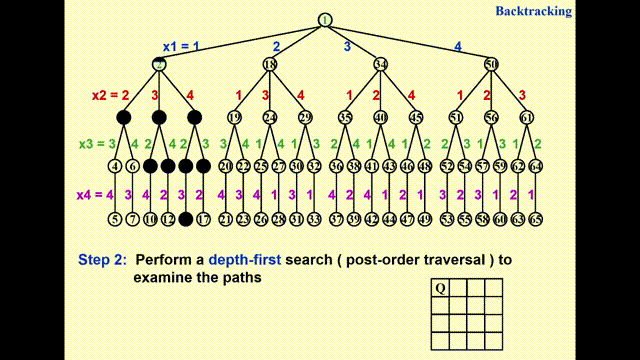 Backtracking
1
x1 = 1 2 3 4
2 18 34 50
x2 = 2 3 4 1 3 4 1 2 4 1 2 3
19 24 29 35 40 45 51 56 61
x3 = 3 4 2 4 2 3 3 4 1 4 1 3 2 4 1 4 1 2 2 3 1 3 1 2
4 6 20 22 25 27 30 32 36 38 41 43 46 48 52 54 57 59 62 64
x4 = 4 3 4 2 3 2 4 3 4 1 3 1 4 2 4 1 2 1 3 2 3 1 2 1
5 7 10 12 17 21 23 26 28 31 33 37 39 42 44 47 49 53 55 58 60 63 65
Step 2: Perform a depth-first search ( post-order traversal ) to
examine the paths
Q